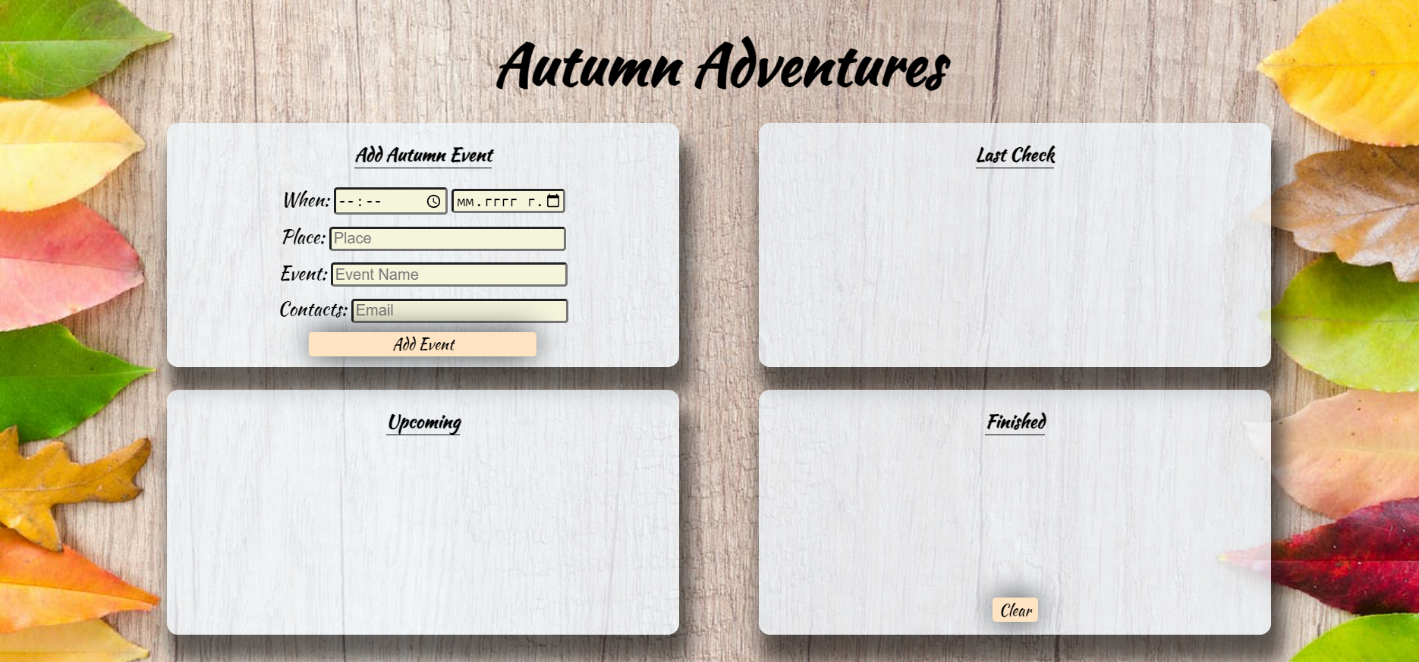 Autumn Adventures
Add Autumn Event
When: --:-- мм.гггг г.
Place: Place
Event: Event Name
Contacts: Email
Add Event
Last Check
Upcoming
Finished
Clear